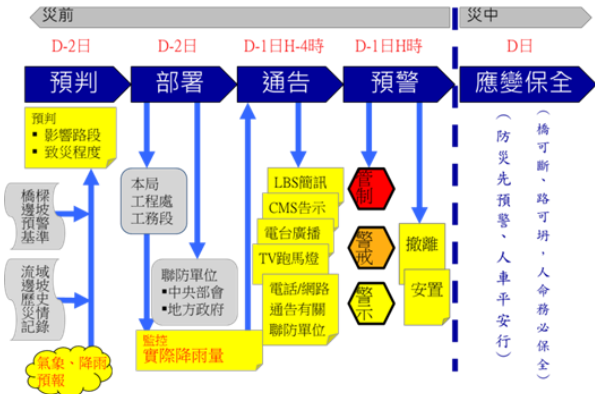 災前
災中
D-2日
D-2日
D-1日H-4時
D-1日H時
D日
預判
部署
通告
預警
應變保全
預判
▪ 影響路段
▪ 致災程度
橋樑
邊坡
預警
基準
流域
邊坡
歷史
災情
記錄
氣象、降雨
預報
本局
工程處
工務段
聯防單位
▪中央部會
▪地方政府
監控
實際降雨量
LBS簡訊
CMS告示
電台廣播
TV跑馬燈
電話/網路
通告有關
聯防單位
管制
警戒
警示
撤離
安置
(橋可斷、路可坍,人命務必保全)
(防災先預警、人車平安行)